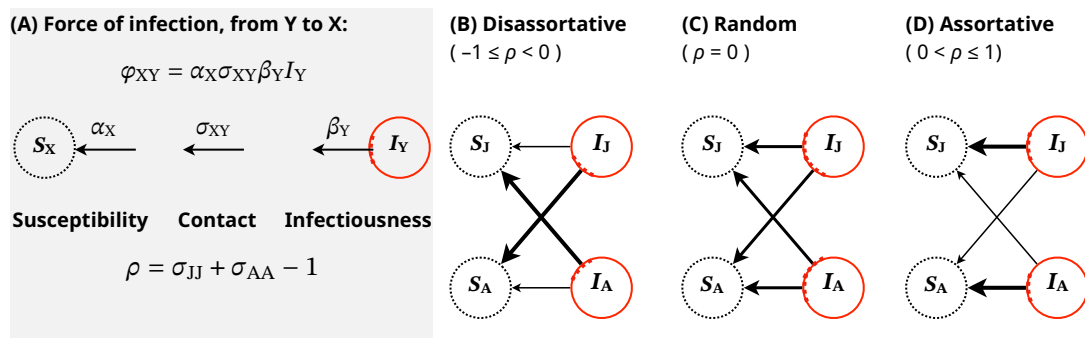 (A) Force of infection, from Y to X:
φXY = αXσXYβYIY
SX αX σXY βY IY
Susceptibility Contact Infectiousness
ρ = σJJ + σAA − 1
(B) Disassortative
( –1 ≤ ρ < 0)
SJ IJ
SA IA
(C) Random
( ρ = 0)
SJ IJ
SA IA
(D) Assortative
( 0 < ρ ≤ 1)
SJ IJ
SA IA